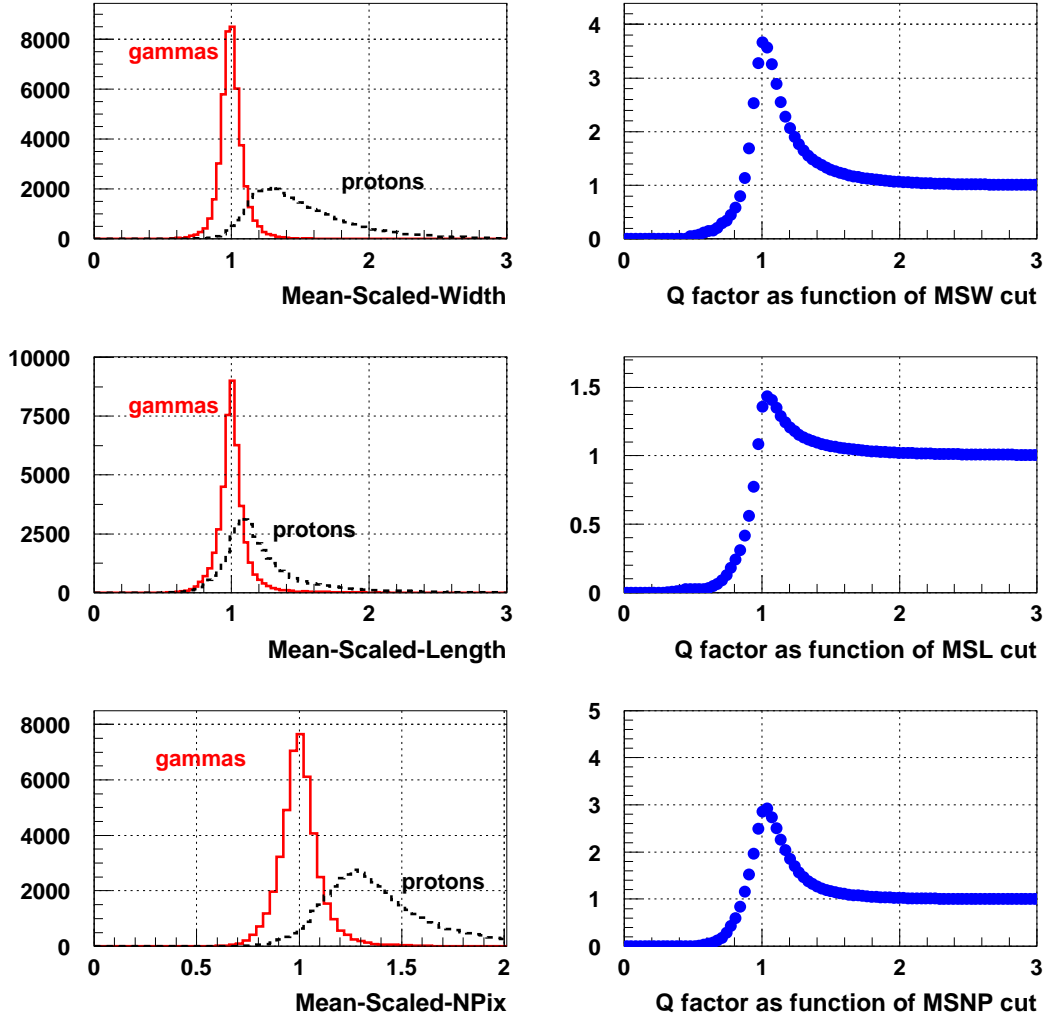 8000
6000
4000
2000
0
gammas
protons
0 1 2 3
Mean-Scaled-Width
4
3
2
1
0
0 1 2 3
Q factor as function of MSW cut
10000
7500
5000
2500
0
gammas
protons
0 1 2 3
Mean-Scaled-Length
1.5
1
0.5
0
0 1 2 3
Q factor as function of MSL cut
8000
6000
4000
2000
0
gammas
protons
0 0.5 1 1.5 2
Mean-Scaled-NPix
5
4
3
2
1
0
0 1 2 3
Q factor as function of MSNP cut